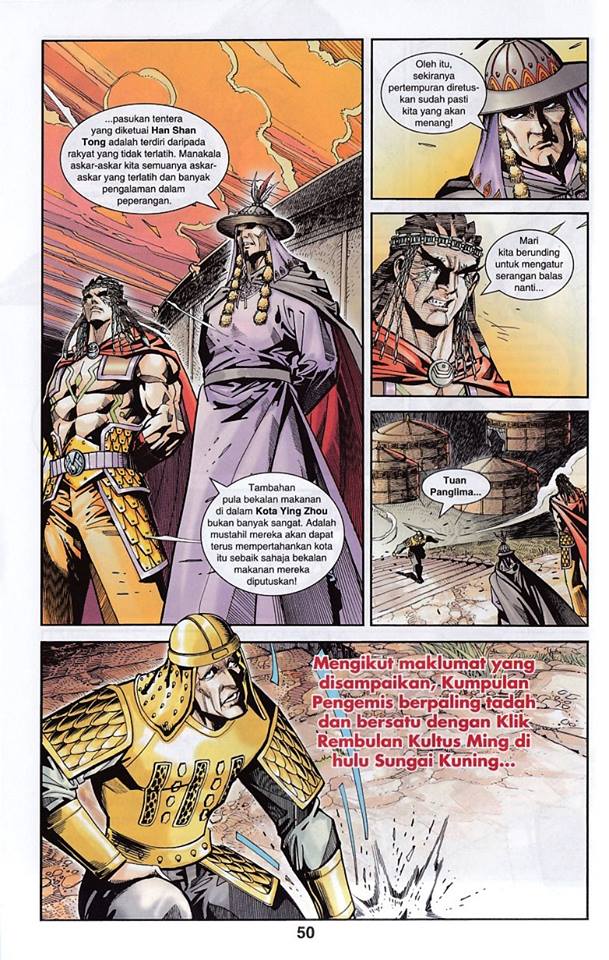 ...pasukan tentera
yang diketuai Han Shan
Tong adalah terdiri daripada
rakyat yang tidak terlatih. Manakala
askar-askar kita semuanya askar-
askar yang terlatih dan banyak
pengalaman dalam
peperangan.
Tambahan
pula bekalan makanan
di dalam Kota Ying Zhou
bukan banyak sangat. Adalah
mustahil mereka akan dapat
terus mempertahankan kota
itu sebaik sahaja bekalan
makanan mereka
diputuskan!
Oleh itu,
sekiranya
pertempuran diretus-
kan sudah pasti
kita yang akan
menang!
Mari
kita berunding
untuk mengatur
serangan balas
nanti...
Tuan
Panglima...
Mengikut maklumat yang
disampaikan, Kumpulan
Pengemis berpaling tadah
dan bersatu dengan Klik
Rembulan Kultus Ming di
hulu Sungai Kuning...
50